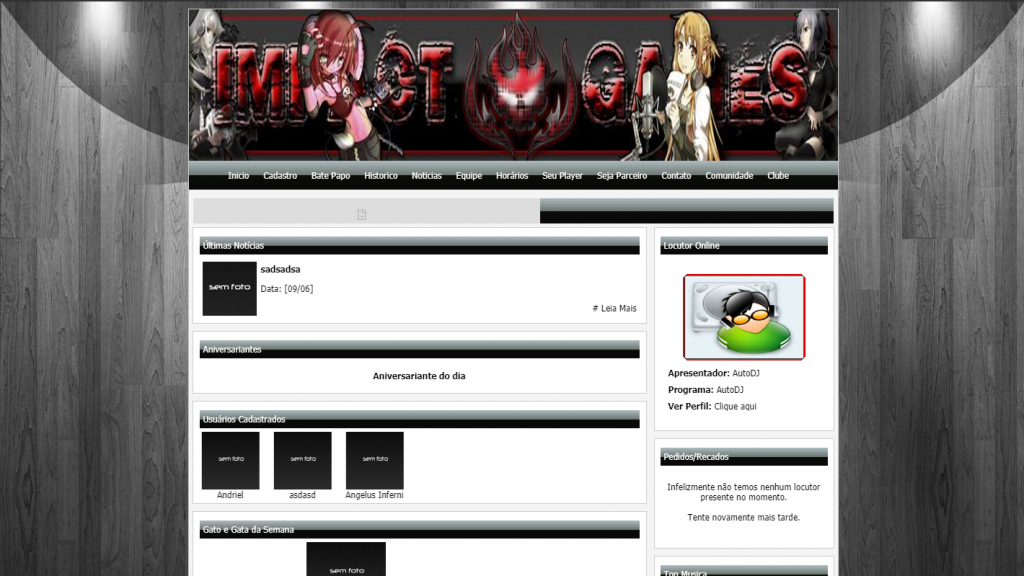 IMPACT GAMES
Inicio Cadastro Bate Papo Historico Noticias Equipe Horários Seu Player Seja Parceiro Contato Comunidade Clube
Últimas Notícias
sem foto
sadsadsa
Data: [09/06]
# Leia Mais
Aniversariantes
Aniversariante do dia
Usuários Cadastrados
sem foto sem foto sem foto
Andriel asdasd Angelus Inferni
Gato e Gata da Semana
sem foto
Locutor Online
Apresentador: AutoDJ
Programa: AutoDJ
Ver Perfil: Clique aqui
Pedidos/Recados
Infelizmente não temos nenhum locutor
presente no momento.
Tente novamente mais tarde.
Top Musica